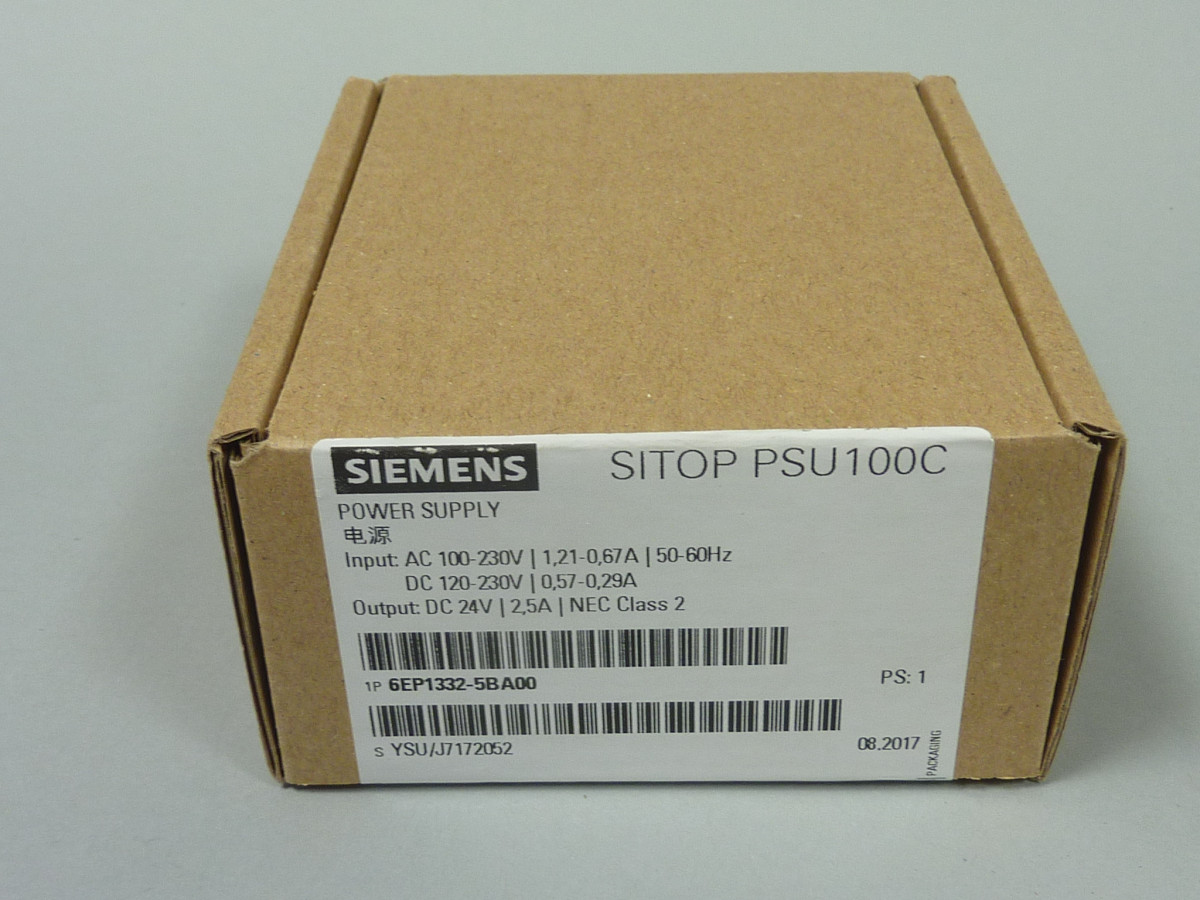 SIEMENS SITOP PSU100C
POWER SUPPLY
电源
Input: AC 100-230V | 1,21-0,67A | 50-60Hz
DC 120-230V | 0,57-0,29A
Output: DC 24V | 2,5A | NEC Class 2
1P 6EP1332-5BA00 PS: 1
S YSU/J7172052 08.2017
PACKAGING